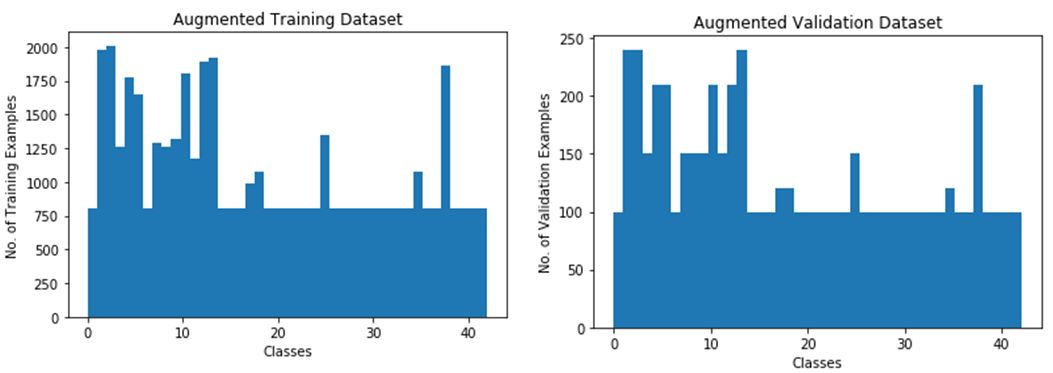 Augmented Training Dataset
No. of Training Examples
2000
1750
1500
1250
1000
750
500
250
0
0 10 20 30 40
Classes
Augmented Validation Dataset
No. of Validation Examples
250
200
150
100
50
0
0 10 20 30 40
Classes